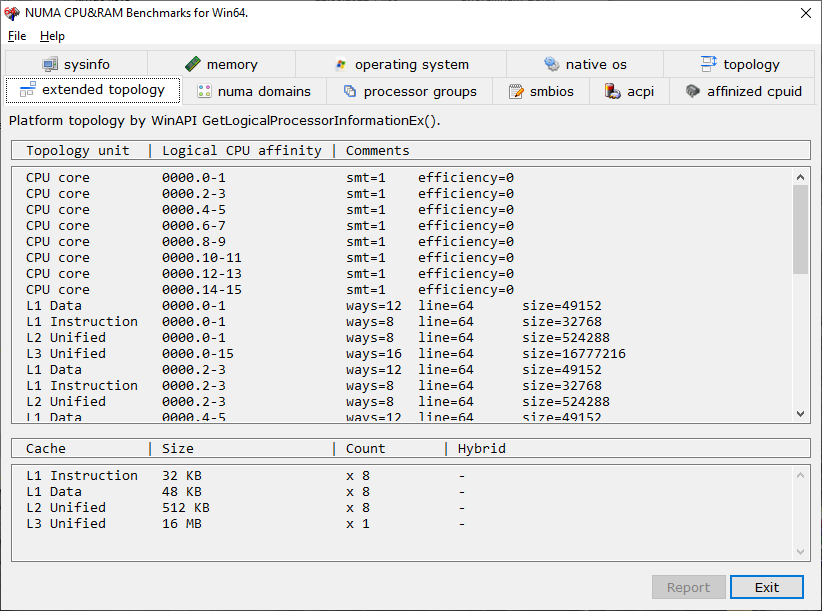 NUMA CPU&RAM Benchmarks for Win64.
File Help
sysinfo memory operating system native os topology
extended topology numa domains processor groups smbios acpi affinized cpuid
Platform topology by WinAPI GetLogicalProcessorInformationEx().
Topology unit | Logical CPU affinity | Comments
CPU core 0000.0-1 smt=1 efficiency=0
CPU core 0000.2-3 smt=1 efficiency=0
CPU core 0000.4-5 smt=1 efficiency=0
CPU core 0000.6-7 smt=1 efficiency=0
CPU core 0000.8-9 smt=1 efficiency=0
CPU core 0000.10-11 smt=1 efficiency=0
CPU core 0000.12-13 smt=1 efficiency=0
CPU core 0000.14-15 smt=1 efficiency=0
L1 Data 0000.0-1 ways=12 line=64 size=49152
L1 Instruction 0000.0-1 ways=8 line=64 size=32768
L2 Unified 0000.0-1 ways=8 line=64 size=524288
L3 Unified 0000.0-15 ways=16 line=64 size=16777216
L1 Data 0000.2-3 ways=12 line=64 size=49152
L1 Instruction 0000.2-3 ways=8 line=64 size=32768
L2 Unified 0000.2-3 ways=8 line=64 size=524288
L1 Data 0000.4-5 ways=12 line=64 size=49152
Cache | Size | Count | Hybrid
L1 Instruction 32 KB x 8 -
L1 Data 48 KB x 8 -
L2 Unified 512 KB x 8 -
L3 Unified 16 MB x 1 -
Report Exit